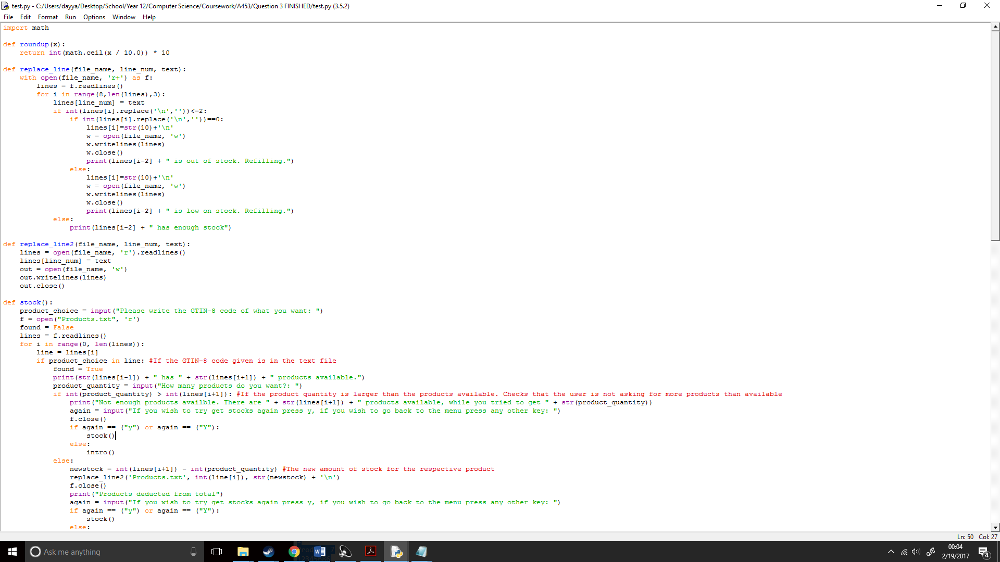 test.py - C:/Users/dayya/Desktop/School/Year 12/Computer Science/Coursework/A453/Question 3 FINISHED/test.py (3.5.2)
File Edit Format Run Options Window Help
import math
def roundup(x):
    return int(math.ceil(x / 10.0)) * 10
def replace_line(file_name, line_num, text):
    with open(file_name, 'r+') as f:
        lines = f.readlines()
        for i in range(8,len(lines),3):
            lines[line_num] = text
            if int(lines[i].replace('\n',''))<=2:
                if int(lines[i].replace('\n',''))==0:
                    lines[i]=str(10)+'\n'
                    w = open(file_name, 'w')
                    w.writelines(lines)
                    w.close()
                    print(lines[i-2] + " is out of stock. Refilling.")
                else:
                    lines[i]=str(10)+'\n'
                    w = open(file_name, 'w')
                    w.writelines(lines)
                    w.close()
                    print(lines[i-2] + " is low on stock. Refilling.")
            else:
                print(lines[i-2] + " has enough stock")
def replace_line2(file_name, line_num, text):
    lines = open(file_name, 'r').readlines()
    lines[line_num] = text
    out = open(file_name, 'w')
    out.writelines(lines)
    out.close()
def stock():
    product_choice = input("Please write the GTIN-8 code of what you want: ")
    f = open("Products.txt", 'r')
    found = False
    lines = f.readlines()
    for i in range(0, len(lines)):
        line = lines[i]
        if product_choice in line: #If the GTIN-8 code given is in the text file
            found = True
            print(str(lines[i-1]) + " has " + str(lines[i+1]) + " products available.")
            product_quantity = input("How many products do you want?: ")
            if int(product_quantity) > int(lines[i+1]): #If the product quantity is larger than the products available. Checks that the user is not asking for more products than available
                print("Not enough products availble. There are " + str(lines[i+1]) + " products available, while you tried to get " + str(product_quantity))
                again = input("If you wish to try get stocks again press y, if you wish to go back to the menu press any other key: ")
                f.close()
                if again == ("y") or again == ("Y"):
                    stock()
                else:
                    intro()
            else:
                newstock = int(lines[i+1]) - int(product_quantity) #The new amount of stock for the respective product
                replace_line2('Products.txt', int(line[i]), str(newstock) + '\n')
                f.close()
                print("Products deducted from total")
                again = input("If you wish to try get stocks again press y, if you wish to go back to the menu press any other key: ")
                if again == ("y") or again == ("Y"):
                    stock()
                else:
Ln: 50 Col: 27
Ask me anything
00:04
2/19/2017
4